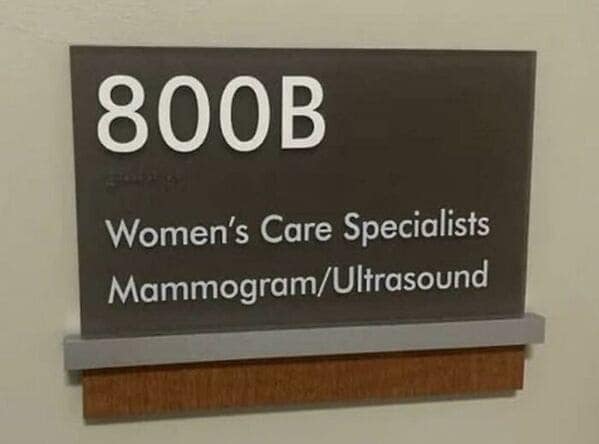 800B
Women's Care Specialists
Mammogram/Ultrasound